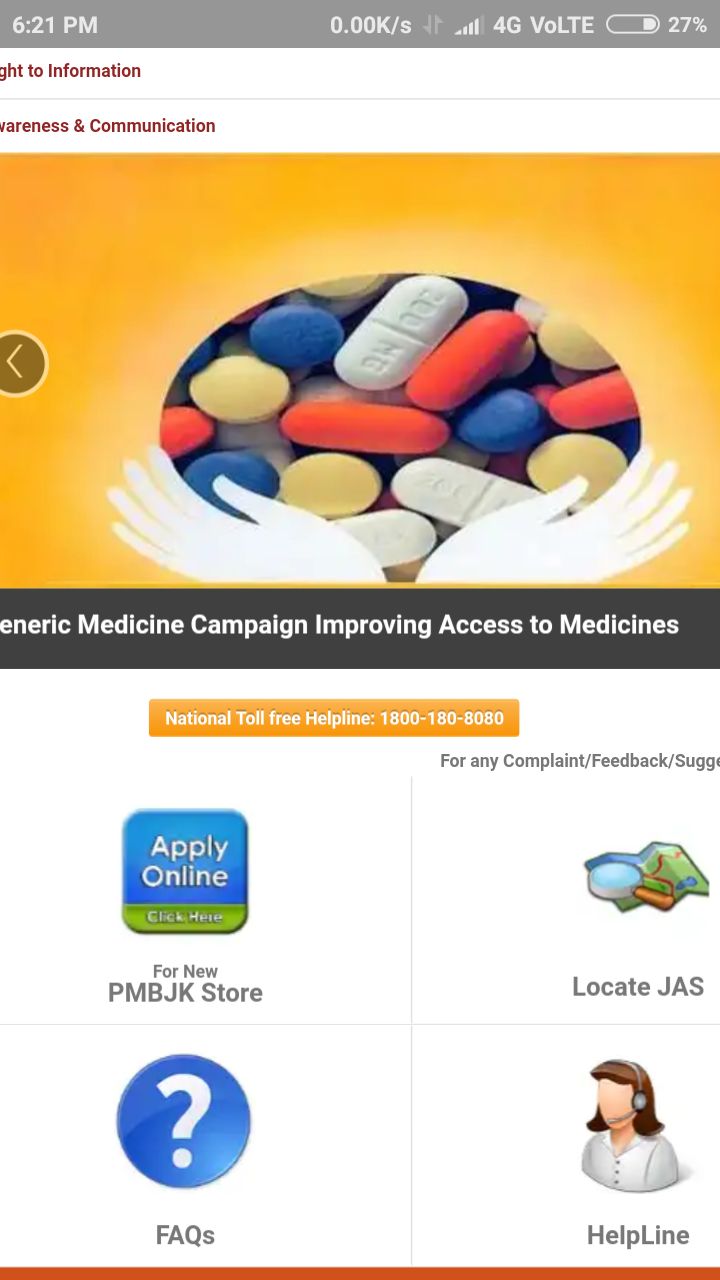 6:21 PM 0.00K/s 4G VoLTE 27%
ght to Information
wareness & Communication
eneric Medicine Campaign Improving Access to Medicines
National Toll free Helpline: 1800-180-8080
For any Complaint/Feedback/Sugge
Apply
Online
Click Here
For New
PMBJK Store
Locate JAS
FAQs
HelpLine